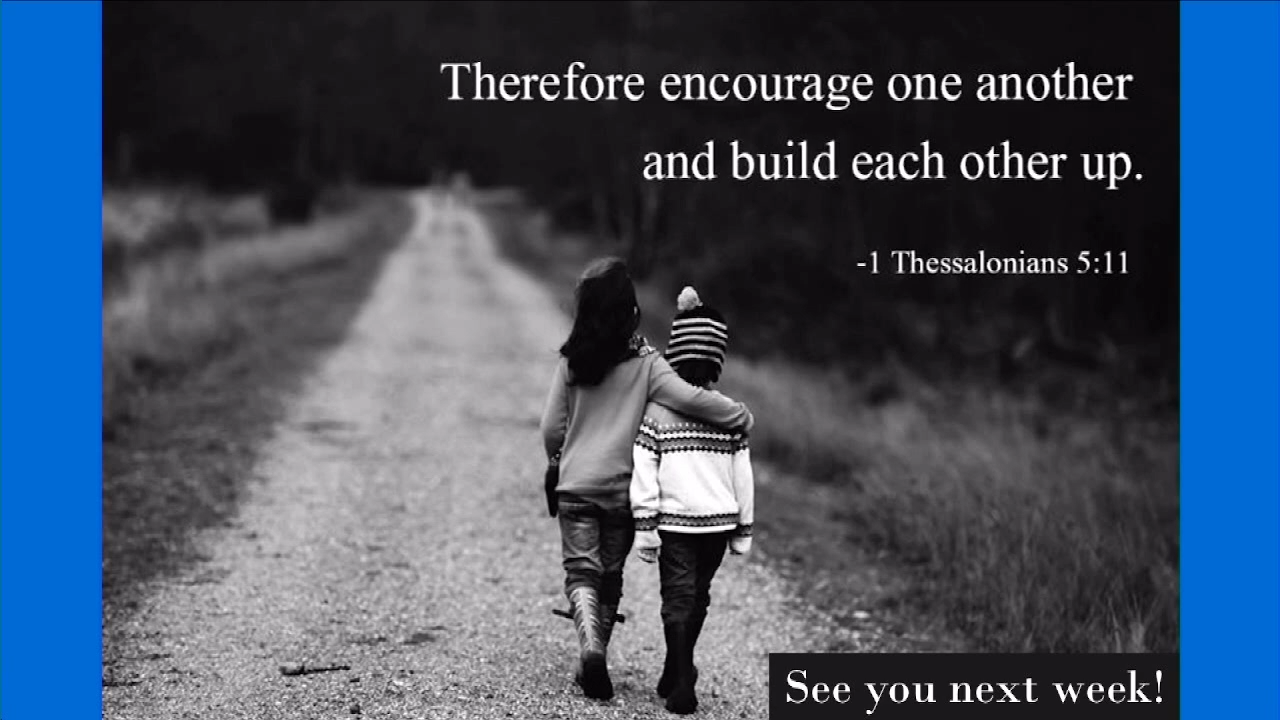 Therefore encourage one another
and build each other up.
-1 Thessalonians 5:11
See you next week!